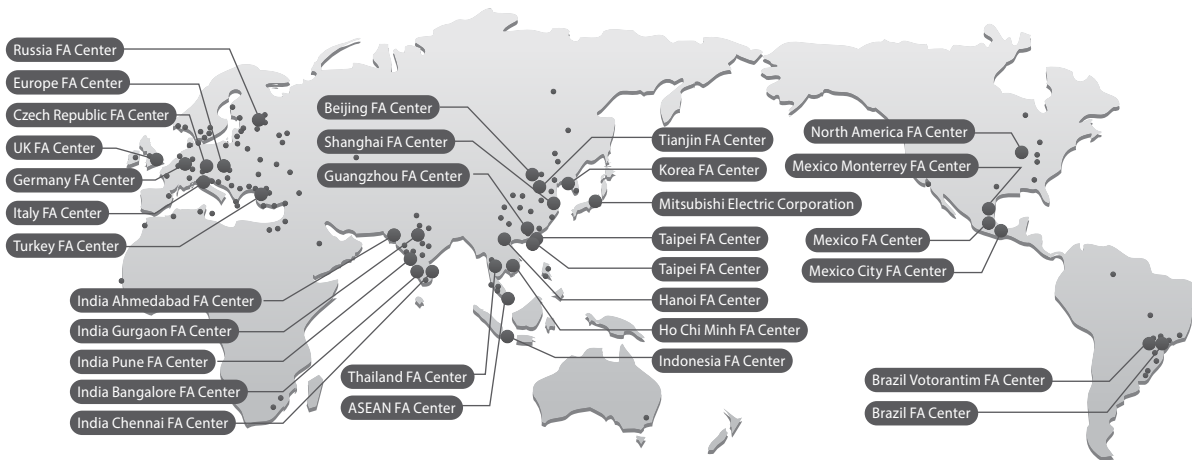 Russia FA Center
Europe FA Center
Czech Republic FA Center
UK FA Center
Germany FA Center
Italy FA Center
Turkey FA Center
India Ahmedabad FA Center
India Gurgaon FA Center
India Pune FA Center
India Bangalore FA Center
India Chennai FA Center
Beijing FA Center
Shanghai FA Center
Guangzhou FA Center
Thailand FA Center
ASEAN FA Center
Tianjin FA Center
Korea FA Center
Mitsubishi Electric Corporation
Taipei FA Center
Taipei FA Center
Hanoi FA Center
Ho Chi Minh FA Center
Indonesia FA Center
North America FA Center
Mexico Monterrey FA Center
Mexico FA Center
Mexico City FA Center
Brazil Votorantim FA Center
Brazil FA Center